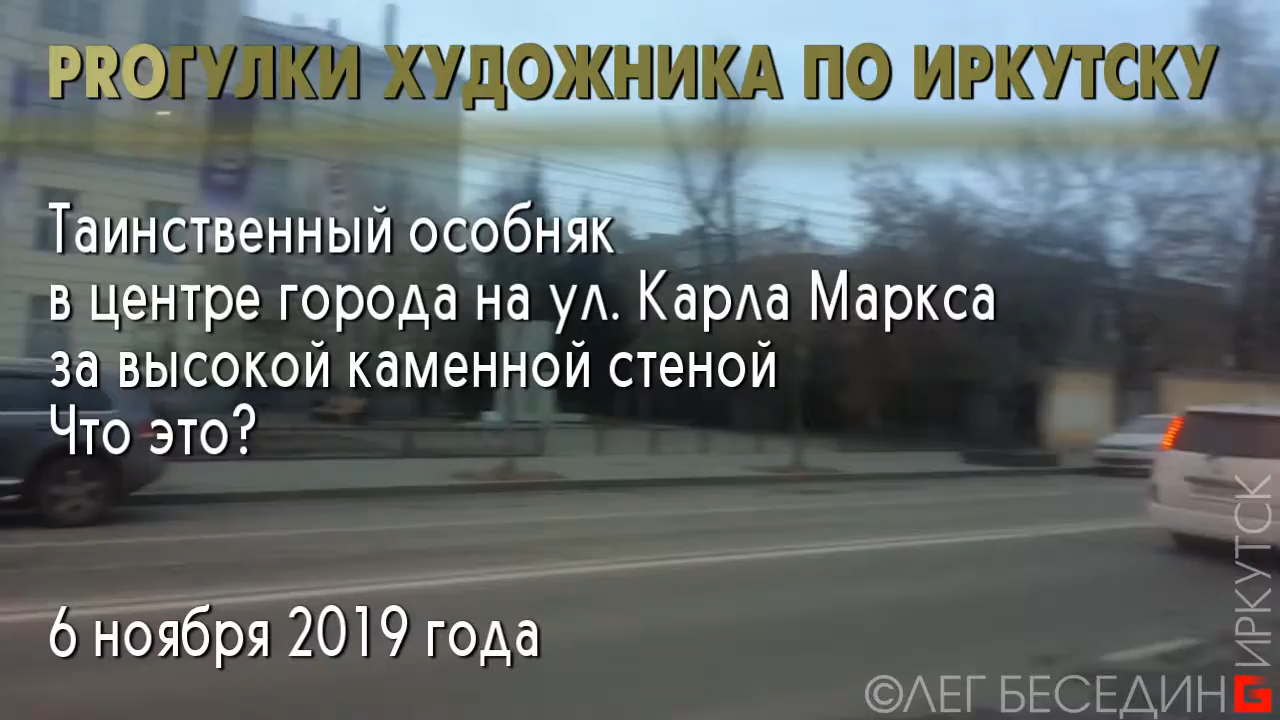 PROГУЛКИ ХУДОЖНИКА ПО ИРКУТСКУ
Таинственный особняк
в центре города на ул. Карла Маркса
за высокой каменной стеной
Что это?
6 ноября 2019 года
©ЛЕГ БЕСЕДИН
ИРКУТСК